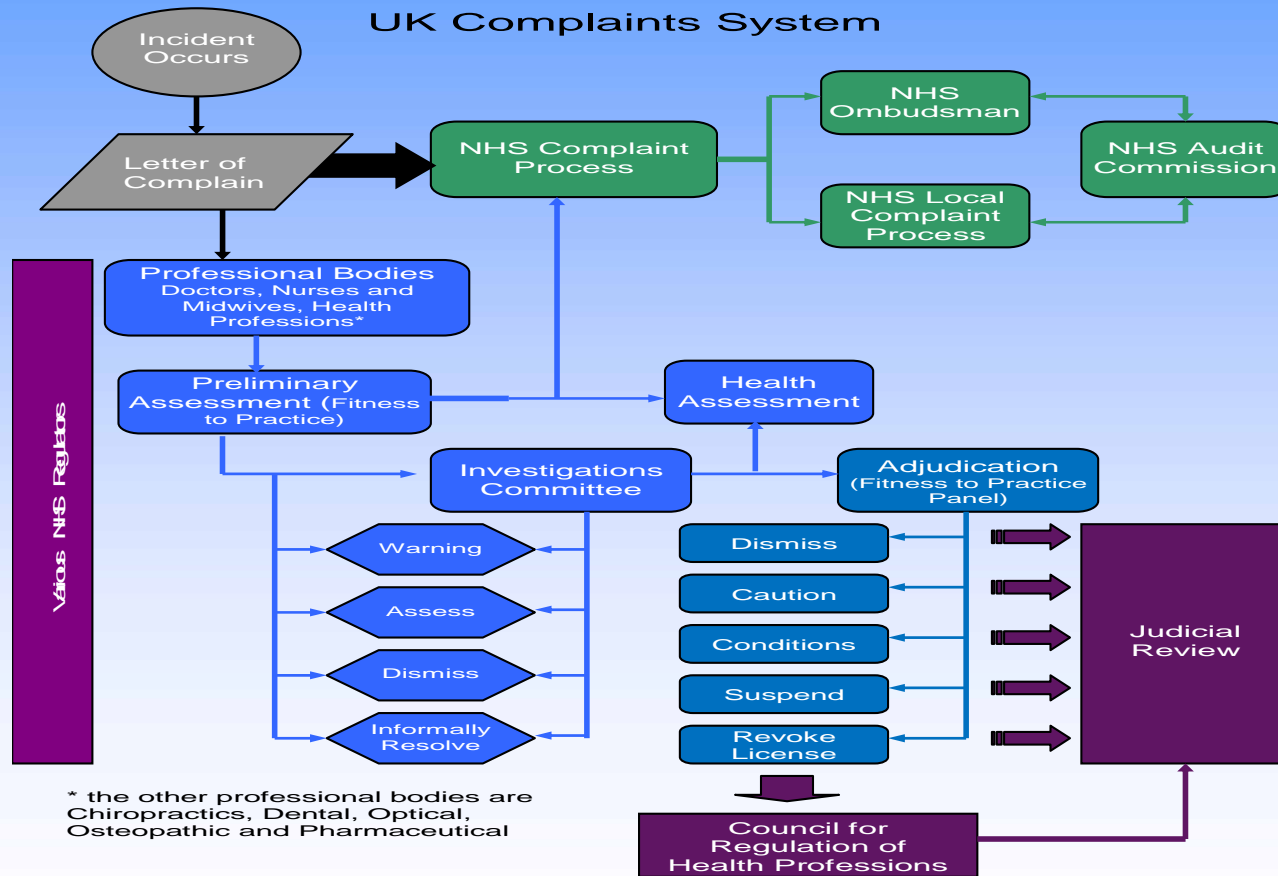 UK Complaints System
Incident
Occurs
Letter of
Complain
NHS Complaint
Process
NHS
Ombudsman
NHS Audit
Commission
NHS Local
Complaint
Process
Professional Bodies
Doctors, Nurses and
Midwives, Health
Professions*
Preliminary
Assessment (Fitness
to Practice)
Health
Assessment
Various NHS Regulators
Investigations
Committee
Adjudication
(Fitness to Practice
Panel)
Warning
Assess
Dismiss
Informally
Resolve
Dismiss
Caution
Conditions
Suspend
Revoke
License
Judicial
Review
* the other professional bodies are
Chiropractics, Dental, Optical,
Osteopathic and Pharmaceutical
Council for
Regulation of
Health Professions